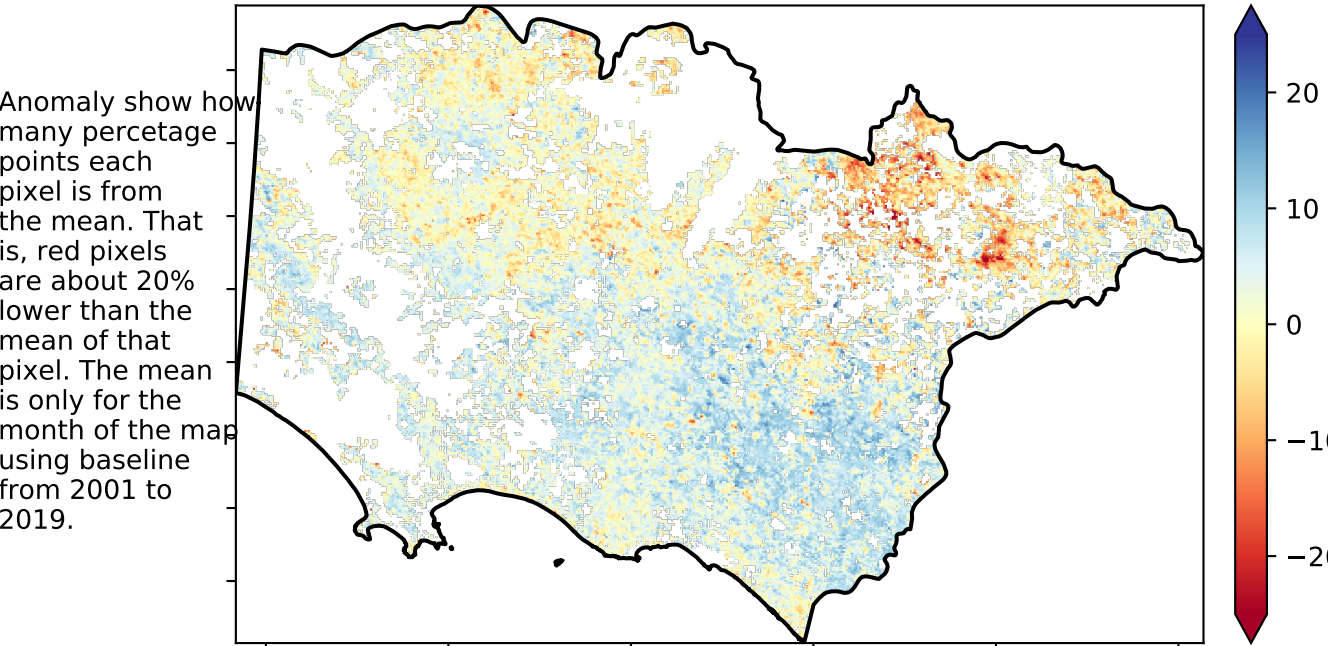 Anomaly show how
many percetage
points each
pixel is from
the mean. That
is, red pixels
are about 20%
lower than the
mean of that
pixel. The mean
is only for the
month of the map
using baseline
from 2001 to
2019.
20
10
0
−10
−20